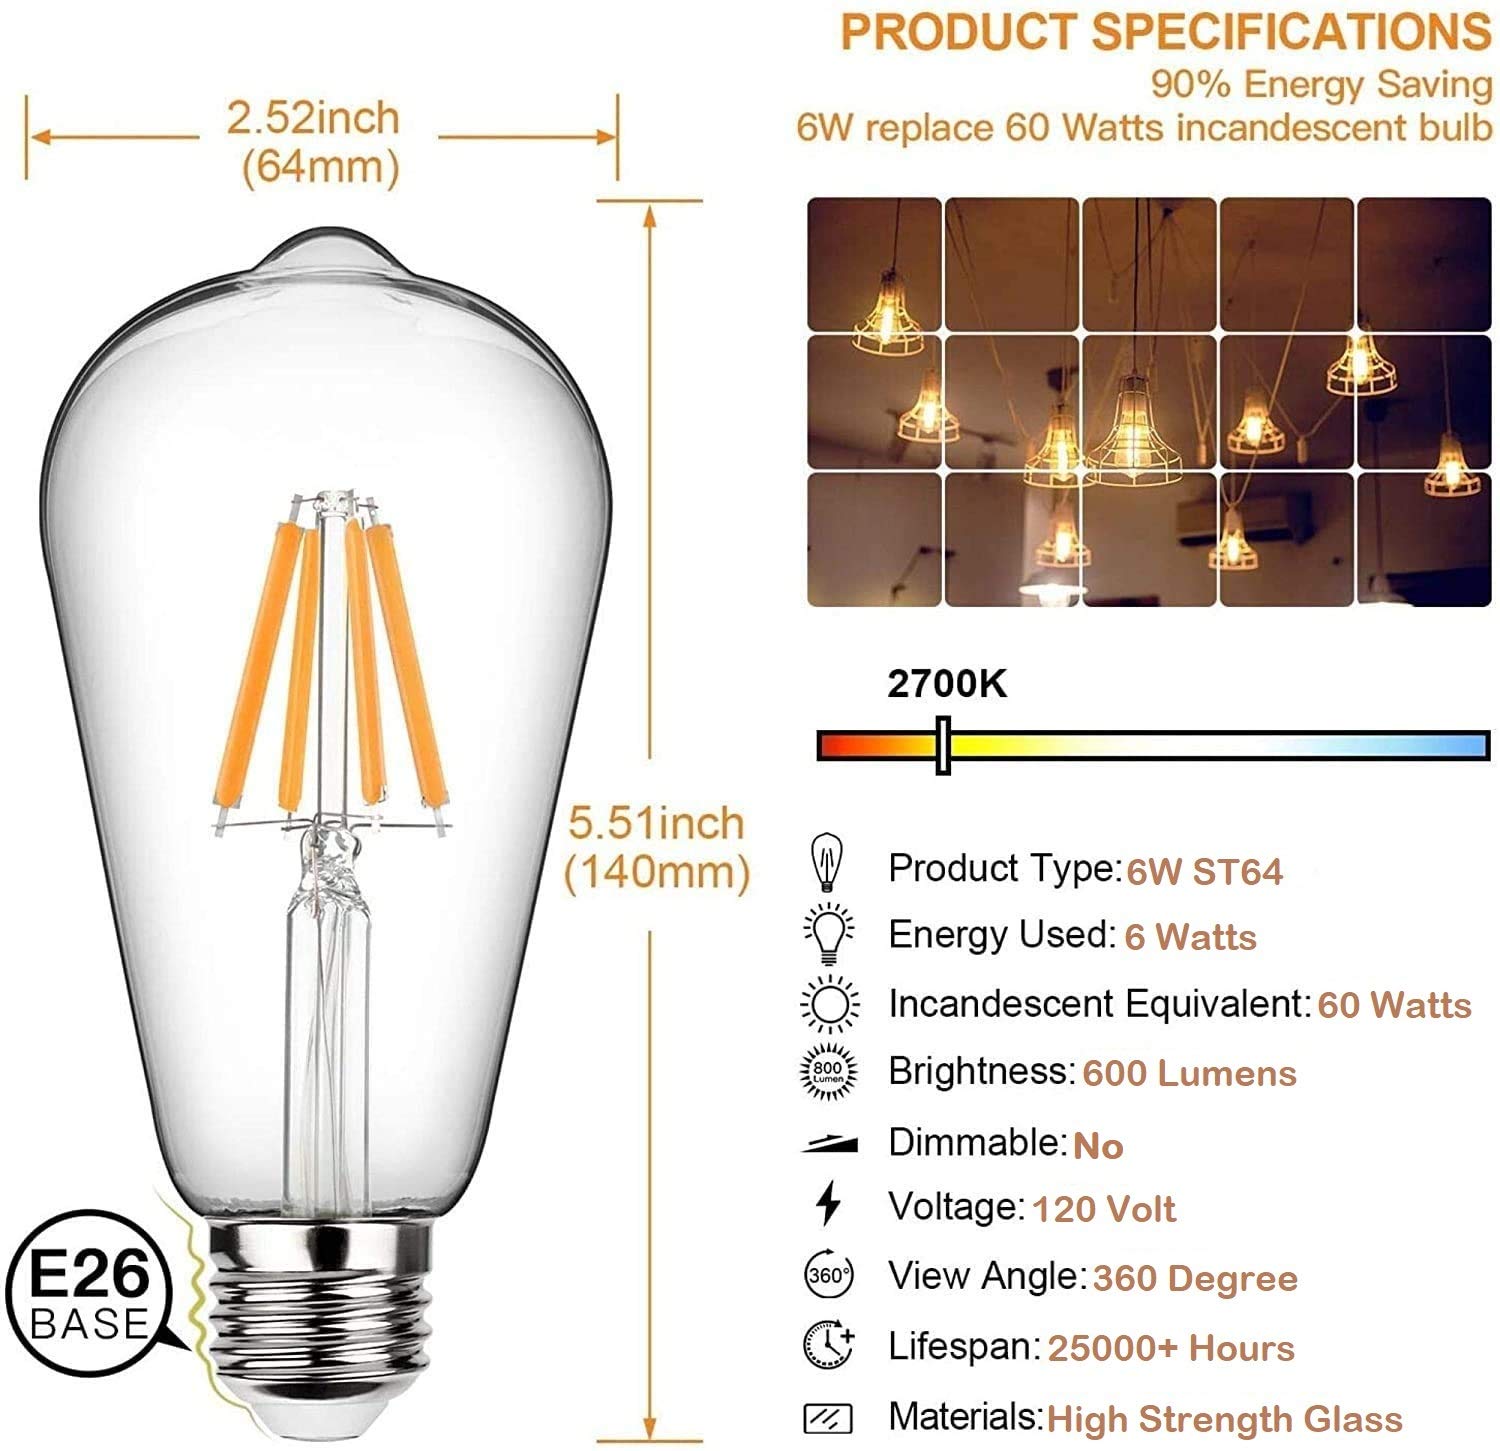 PRODUCT SPECIFICATIONS
90% Energy Saving
6W replace 60 Watts incandescent bulb
2.52inch
(64mm)
5.51inch
(140mm)
E26
BASE
2700K
Product Type: 6W ST64
Energy Used: 6 Watts
Incandescent Equivalent: 60 Watts
800
Lumen
Brightness: 600 Lumens
Dimmable: No
Voltage: 120 Volt
360°
View Angle: 360 Degree
Lifespan: 25000+ Hours
Materials: High Strength Glass